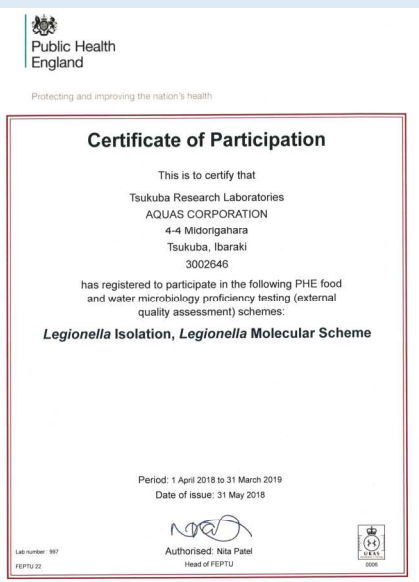 Public Health
England
Protecting and improving the nation's health
Certificate of Participation
This is to certify that
Tsukuba Research Laboratories
AQUAS CORPORATION
4-4 Midorigahara
Tsukuba, Ibaraki
3002646
has registered to participate in the following PHE food
and water microbiology proficiency testing (external
quality assessment) schemes:
Legionella Isolation, Legionella Molecular Scheme
Period: 1 April 2018 to 31 March 2019
Date of issue: 31 May 2018
Authorised: Nita Patel
Head of FEPTU
Lab number : 997
FEPTU 22
UKAS
0006